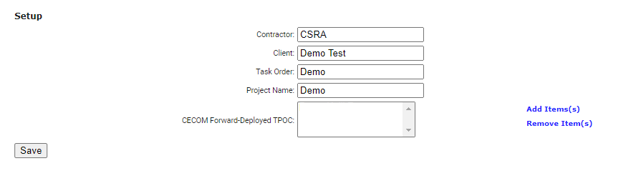 Setup
Contractor: CSRA
Client: Demo Test
Task Order: Demo
Project Name: Demo
CECOM Forward-Deployed TPOC:
Add Items(s)
Remove Item(s)
Save